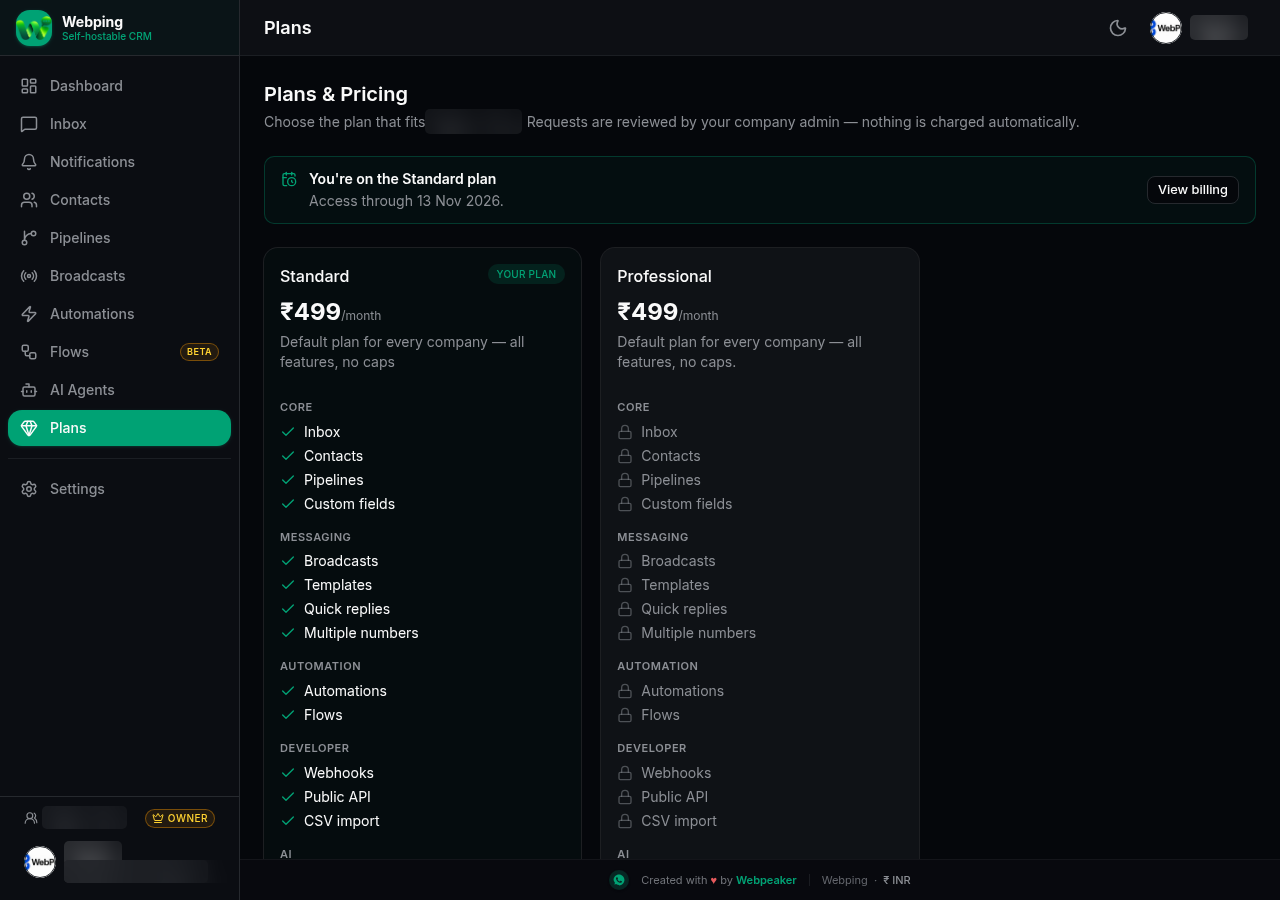 Webping
Self-hostable CRM
Dashboard
Inbox
Notifications
Contacts
Pipelines
Broadcasts
Automations
Flows BETA
AI Agents
Plans
Settings
OWNER
WebP
Plans
WebP
Plans & Pricing
Choose the plan that fits Requests are reviewed by your company admin — nothing is charged automatically.
You're on the Standard plan
Access through 13 Nov 2026.
View billing
Standard YOUR PLAN
₹499/month
Default plan for every company — all
features, no caps
CORE
Inbox
Contacts
Pipelines
Custom fields
MESSAGING
Broadcasts
Templates
Quick replies
Multiple numbers
AUTOMATION
Automations
Flows
DEVELOPER
Webhooks
Public API
CSV import
AI
Professional
₹499/month
Default plan for every company — all
features, no caps.
CORE
Inbox
Contacts
Pipelines
Custom fields
MESSAGING
Broadcasts
Templates
Quick replies
Multiple numbers
AUTOMATION
Automations
Flows
DEVELOPER
Webhooks
Public API
CSV import
AI
Created with ♥ by Webpeaker Webping · ₹ INR